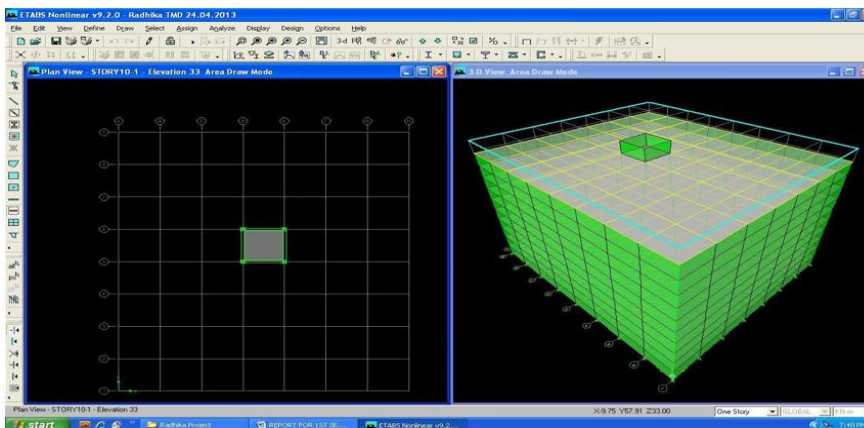 ETABS Nonlinear v9.2.0 - Radhika TMD 24.04.2013
File Edit View Define Draw Select Assign Analyze Display Design Options Help
3-d
Plan View - STORY10-1 - Elevation 33 Area Draw Mode
3-D View Area Draw Mode
Plan View - STORY10-1 - Elevation 33
X-9.75 Y57.91 Z33.00
One Story
GLOBAL
KN-m
start
Radhika Project
REPORT FOR 1ST SE...
ETABS Nonlinear v9.2...